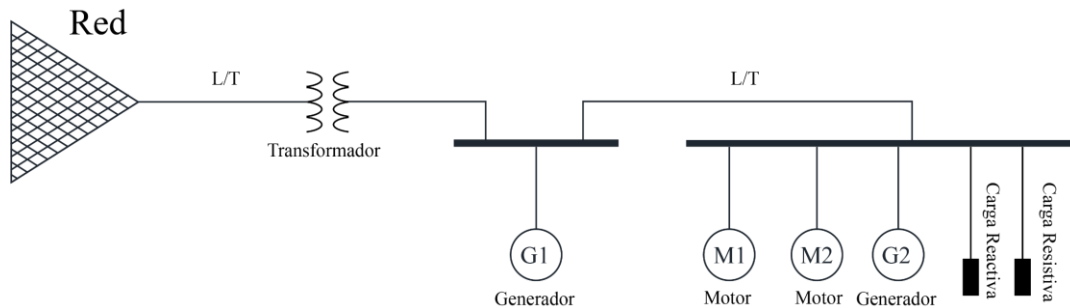 Red
L/T
Transformador
L/T
G1
Generador
M1
Motor
M2
Motor
G2
Generador
Carga Reactiva
Carga Resistiva